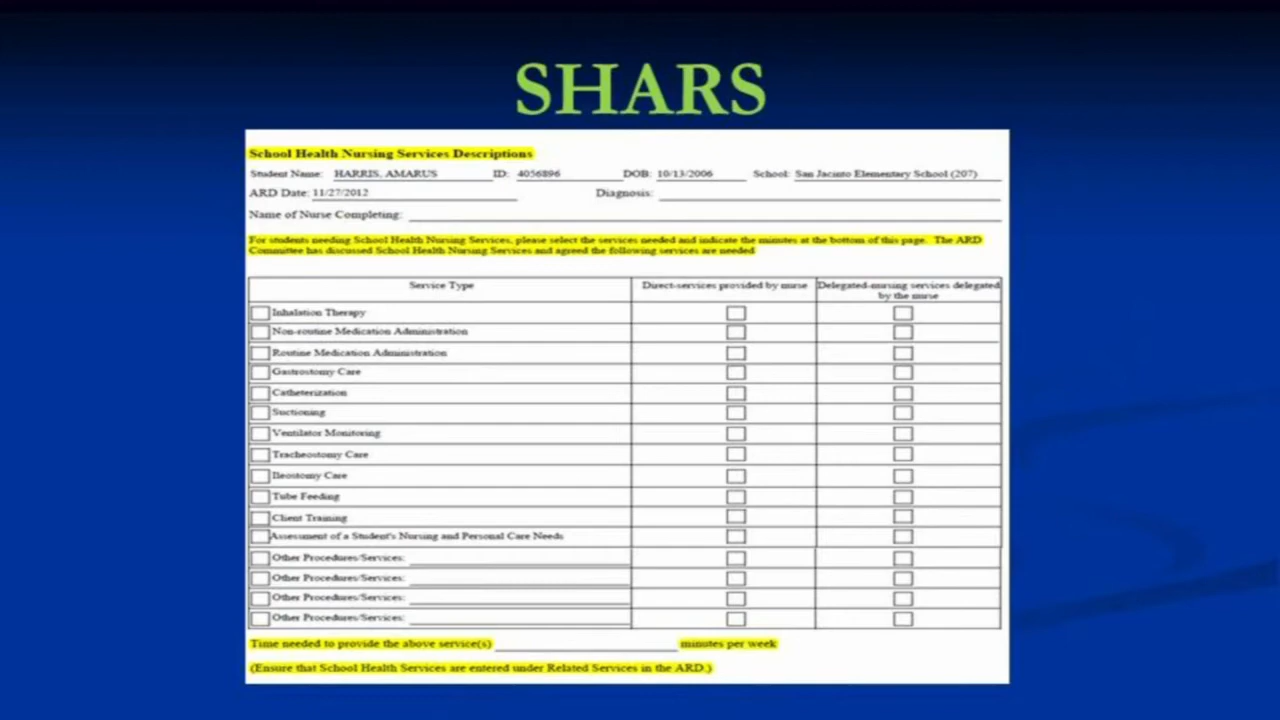 SHARS
School Health Nursing Services Descriptions
Student Name: HARRIS, AMARUS ID: 4056896 DOB: 10/13/2006 School: San Jacinto Elementary School (207)
ARD Date: 11/27/2012 Diagnosis:
Name of Nurse Completing:
For students needing School Health Nursing Services, please select the services needed and indicate the minutes at the bottom of this page. The ARD
Committee has discussed School Health Nursing Services and agreed the following services are needed
Service Type Direct-services provided by nurse Delegated-nursing services delegated
by the nurse
Inhalation Therapy
Non-routine Medication Administration
Routine Medication Administration
Gastrostomy Care
Catheterization
Suctioning
Ventilator Monitoring
Tracheostomy Care
Ileostomy Care
Tube Feeding
Client Training
Assessment of a Student's Nursing and Personal Care Needs
Other Procedures/Services:
Other Procedures/Services:
Other Procedures/Services:
Other Procedures/Services:
Time needed to provide the above service(s) minutes per week
(Ensure that School Health Services are entered under Related Services in the ARD.)